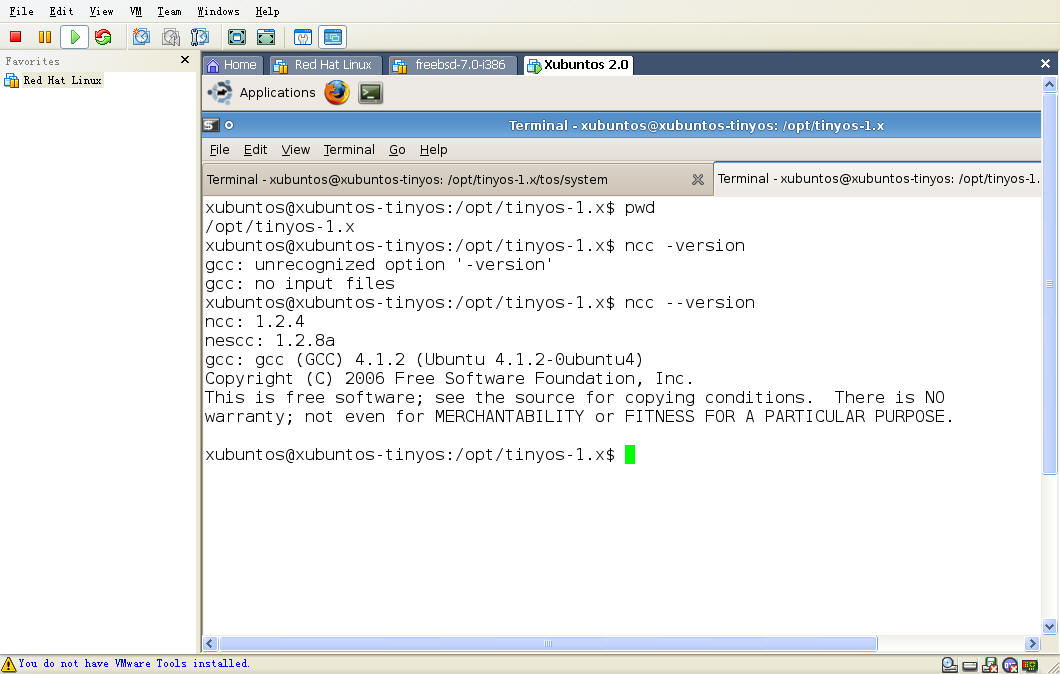 File Edit View VM Team Windows Help
Favorites
Red Hat Linux
Home Red Hat Linux freebsd-7.0-i386 Xubuntos 2.0
Applications
Terminal - xubuntos@xubuntos-tinyos: /opt/tinyos-1.x
File Edit View Terminal Go Help
Terminal - xubuntos@xubuntos-tinyos: /opt/tinyos-1.x/tos/system Terminal - xubuntos@xubuntos-tinyos: /opt/tinyos-1.
xubuntos@xubuntos-tinyos:/opt/tinyos-1.x$ pwd
/opt/tinyos-1.x
xubuntos@xubuntos-tinyos:/opt/tinyos-1.x$ ncc -version
gcc: unrecognized option '-version'
gcc: no input files
xubuntos@xubuntos-tinyos:/opt/tinyos-1.x$ ncc --version
ncc: 1.2.4
nescc: 1.2.8a
gcc: gcc (GCC) 4.1.2 (Ubuntu 4.1.2-0ubuntu4)
Copyright (C) 2006 Free Software Foundation, Inc.
This is free software; see the source for copying conditions.  There is NO
warranty; not even for MERCHANTABILITY or FITNESS FOR A PARTICULAR PURPOSE.
xubuntos@xubuntos-tinyos:/opt/tinyos-1.x$
You do not have VMware Tools installed.